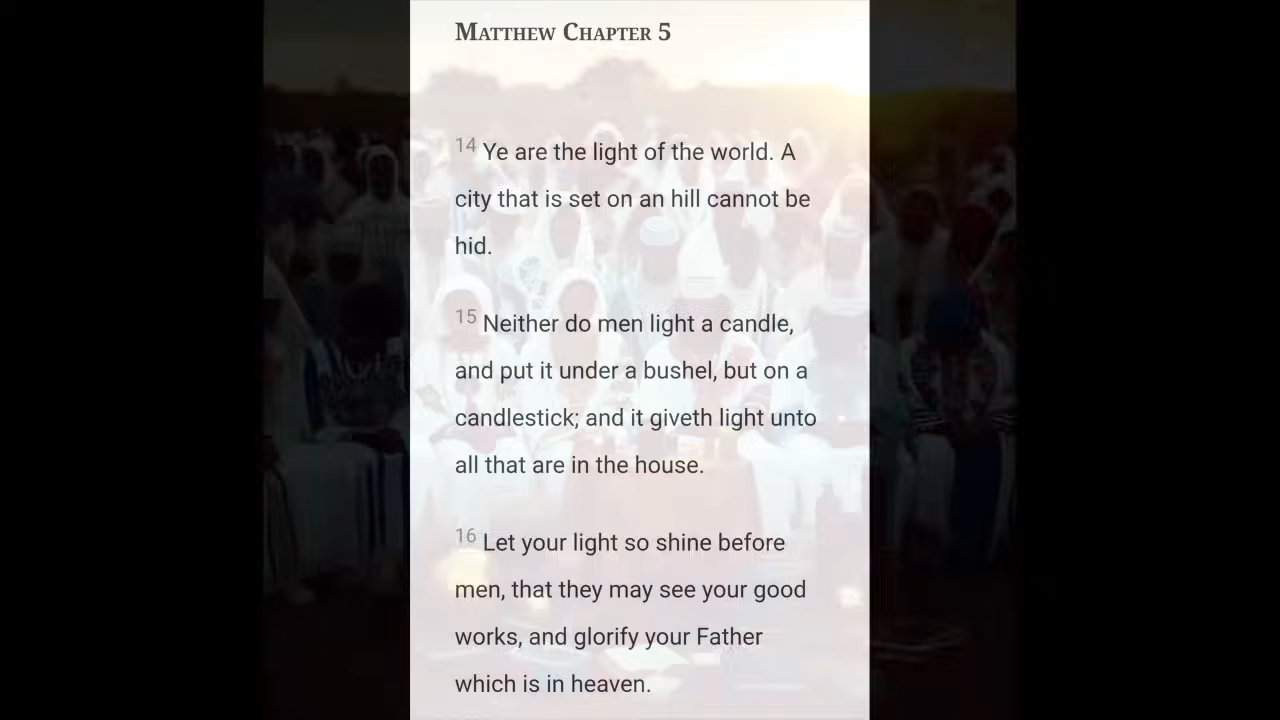 Matthew Chapter 5
14 Ye are the light of the world. A
city that is set on an hill cannot be
hid.
15 Neither do men light a candle,
and put it under a bushel, but on a
candlestick; and it giveth light unto
all that are in the house.
16 Let your light so shine before
men, that they may see your good
works, and glorify your Father
which is in heaven.